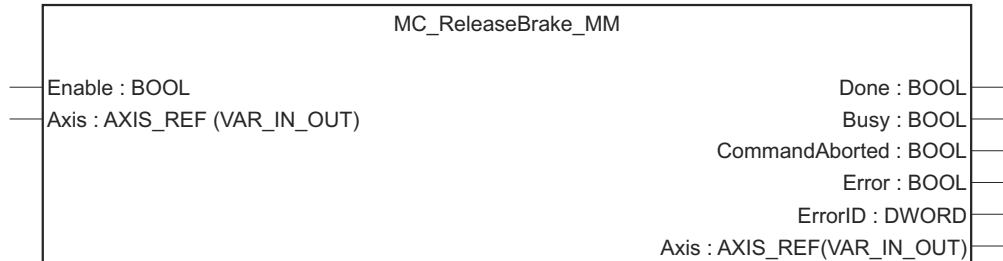 MC_ReleaseBrake_MM
Enable : BOOL
Done : BOOL
Axis : AXIS_REF (VAR_IN_OUT)
Busy : BOOL
CommandAborted : BOOL
Error : BOOL
ErrorID : DWORD
Axis : AXIS_REF(VAR_IN_OUT)